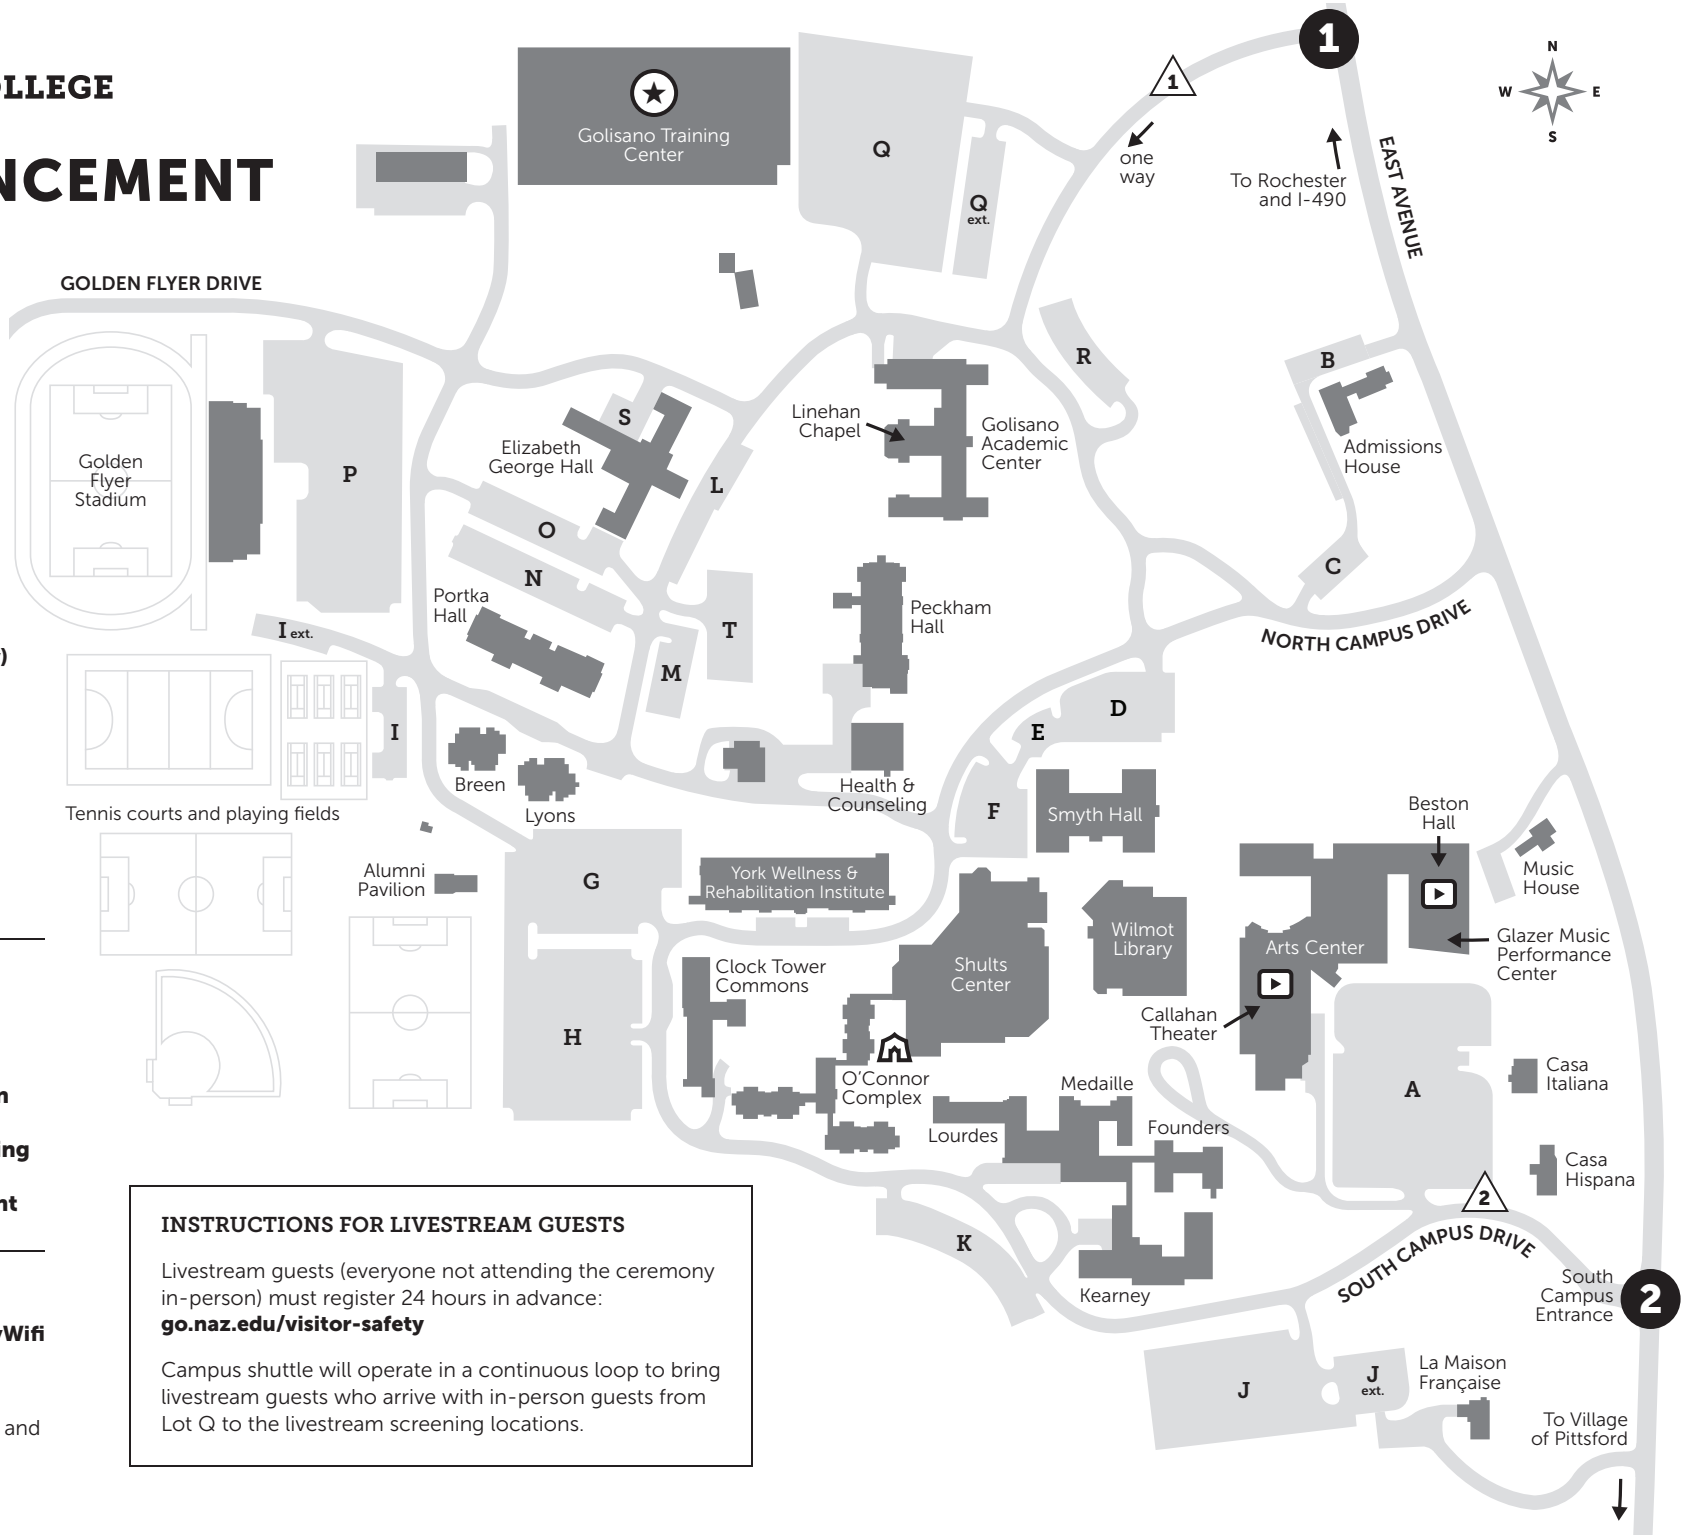 OLLEGE
NCEMENT
1
1
N
W
E
S
Golisano Training
Center
Q
Q
ext.
one
way
To Rochester
and I-490
EAST AVENUE
GOLDEN FLYER DRIVE
R
B
Linehan
Chapel
Golisano
Academic
Center
Admissions
House
S
Elizabeth
George Hall
Golden
Flyer
Stadium
P
L
O
N
C
Portka
Hall
Peckham
Hall
I ext.
T
NORTH CAMPUS DRIVE
)
M
D
E
I
Breen
Lyons
Health &
Counseling
Tennis courts and playing fields
F
Smyth Hall
Beston
Hall
Music
House
Alumni
Pavilion
G
York Wellness &
Rehabilitation Institute
Wilmot
Library
Arts Center
Glazer Music
Performance
Center
Clock Tower
Commons
Shults
Center
Callahan
Theater
H
O'Connor
Complex
Medaille
A
Casa
Italiana
n
Lourdes
Founders
ing
Casa
Hispana
nt
2
K
SOUTH CAMPUS DRIVE
South
Campus
Entrance
2
Kearney
INSTRUCTIONS FOR LIVESTREAM GUESTS
Livestream guests (everyone not attending the ceremony
in-person) must register 24 hours in advance:
go.naz.edu/visitor-safety
Campus shuttle will operate in a continuous loop to bring
livestream guests who arrive with in-person guests from
Lot Q to the livestream screening locations.
yWifi
and
J
J
ext.
La Maison
Française
To Village
of Pittsford